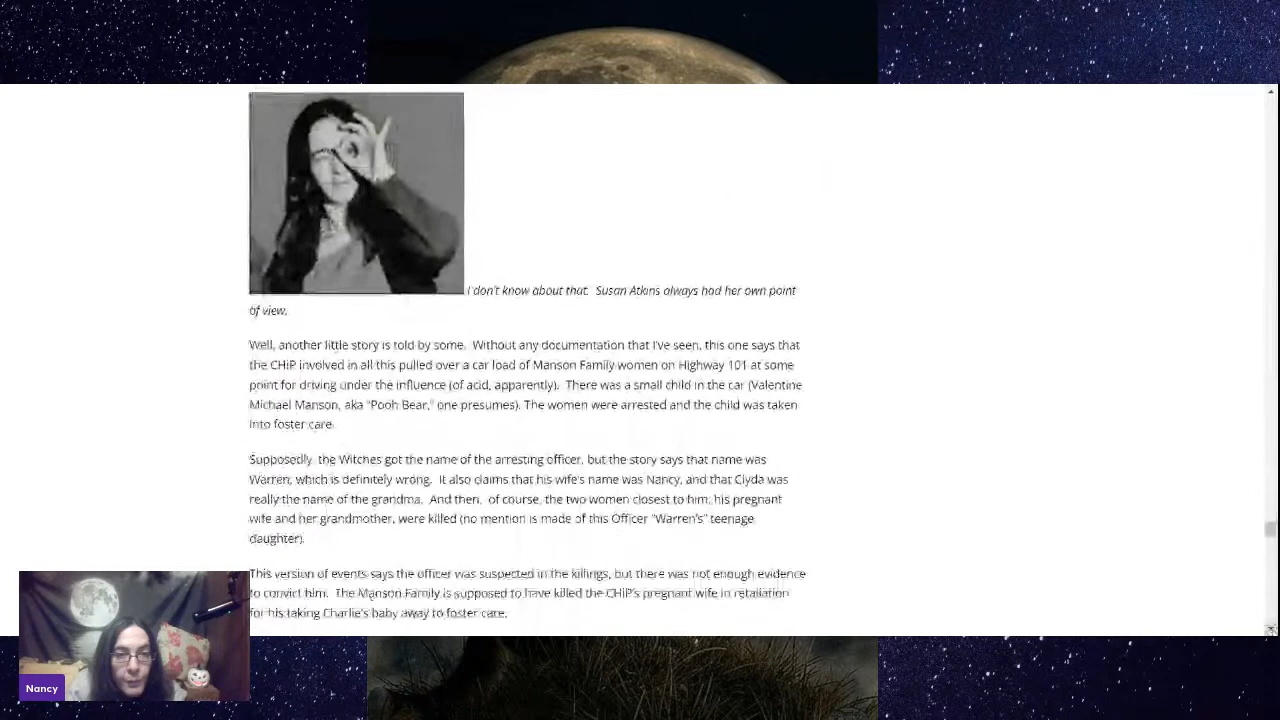 I don't know about that. Susan Atkins always had her own point
of view.
Well, another little story is told by some. Without any documentation that I've seen, this one says that
the CHiP involved in all this pulled over a car load of Manson Family women on Highway 101 at some
point for driving under the influence (of acid, apparently). There was a small child in the car (Valentine
Michael Manson, aka "Pooh Bear," one presumes). The women were arrested and the child was taken
into foster care.
Supposedly, the Witches got the name of the arresting officer, but the story says that name was
Warren, which is definitely wrong. It also claims that his wife's name was Nancy, and that Clyda was
really the name of the grandma. And then, of course, the two women closest to him, his pregnant
wife and her grandmother, were killed (no mention is made of this Officer "Warren's" teenage
daughter).
This version of events says the officer was suspected in the killings, but there was not enough evidence
to convict him. The Manson Family is supposed to have killed the CHiP's pregnant wife in retaliation
for his taking Charlie's baby away to foster care.
Nancy